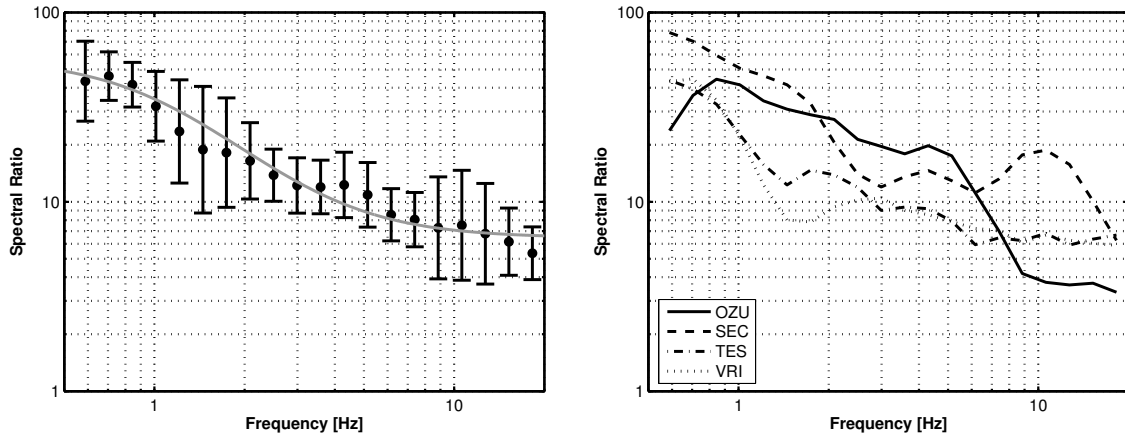 100
10
1
Spectral Ratio
1
10
Frequency [Hz]
100
10
1
Spectral Ratio
OZU
SEC
TES
VRI
1
10
Frequency [Hz]